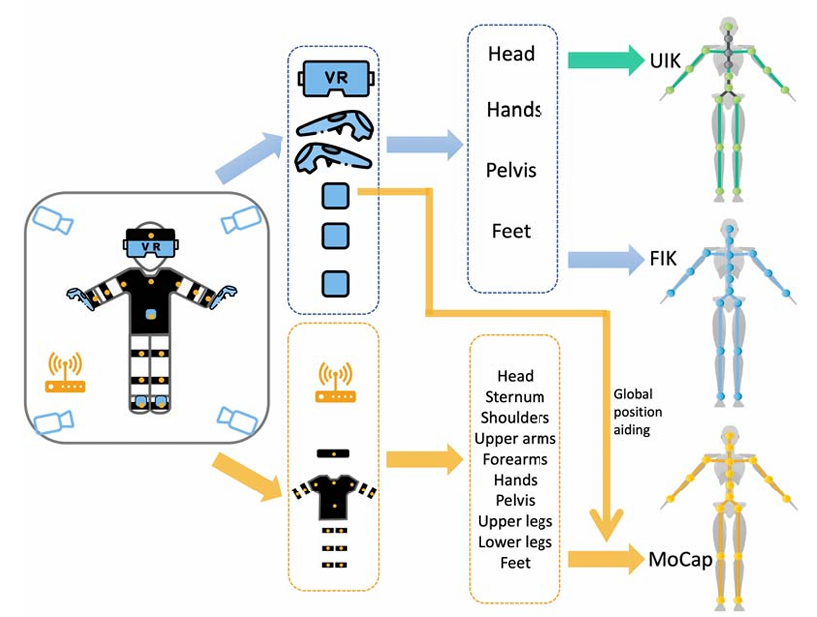 VR
VR
Head
Hands
Pelvis
Feet
UIK
FIK
Head
Sternum
Shoulders
Upper arms
Forearms
Hands
Pelvis
Upper legs
Lower legs
Feet
Global
position
aiding
MoCap